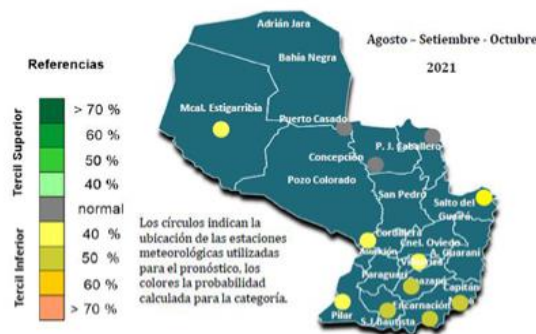 Agosto – Setiembre - Octubre
2021
Referencias
Tercil Superior
> 70 %
60 %
50 %
40 %
normal
Tercil Inferior
40 %
50 %
60 %
> 70 %
Adrián Jara
Bahía Negra
Mcal. Estigarribia
Puerto Casado
P. J. Caballero
Concepción
Pozo Colorado
San Pedro
Salto del
Guairá
Cordillera
Cnel. Oviedo
A. Guarani
Paraguarí
Capitán
Encarnación
Pilar
S.J.Bautista
Los círculos indican la
ubicación de las estaciones
meteorológicas utilizadas
para el pronóstico, los
colores la probabilidad
calculada para la categoría.